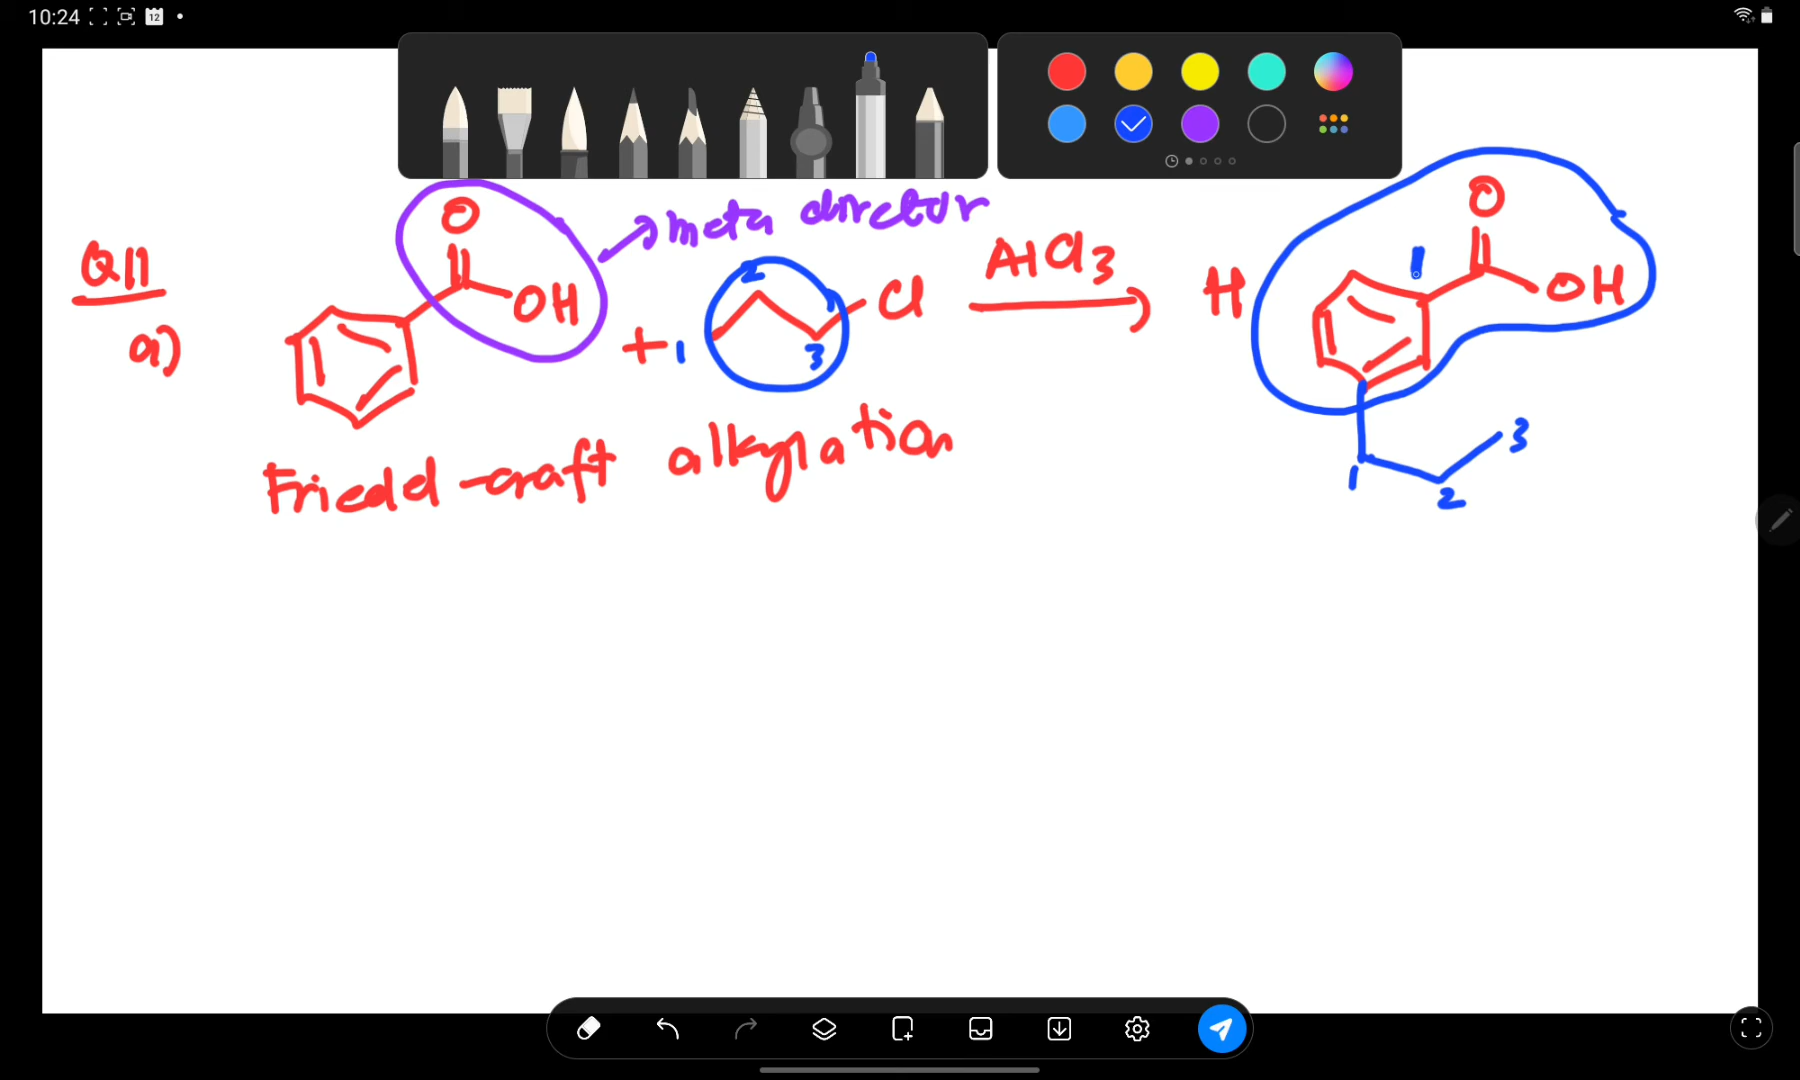 10:24 12
O → meta director O
Q11 OH + Cl AlCl3 H 1 OH
1 2 3
a)
Friedel-craft alkylation
1 2 3